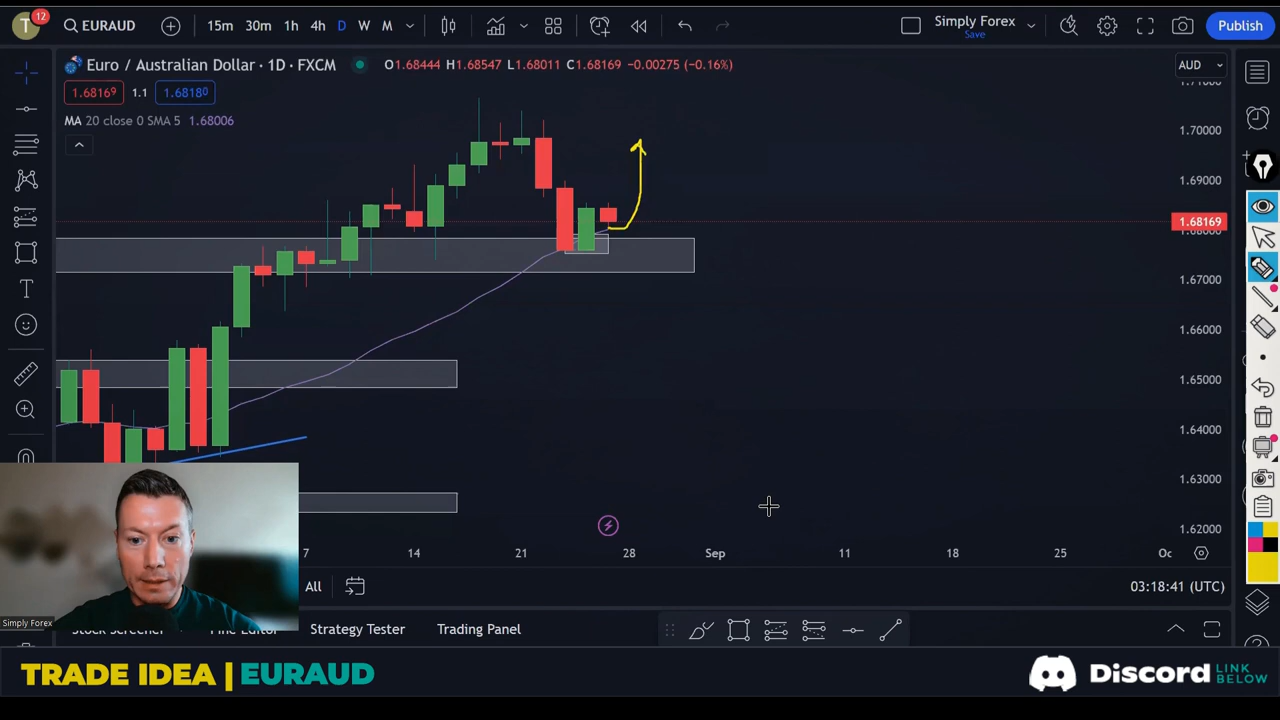 T 12 EURAUD 15m 30m 1h 4h D W M Simply Forex Save Publish
Euro / Australian Dollar · 1D · FXCM O1.68444 H1.68547 L1.68011 C1.68169 −0.00275 (−0.16%) AUD
1.68169 1.1 1.68180
MA 20 close 0 SMA 5 1.68006
1.70000
1.69000
1.68169
1.67000
1.66000
1.65000
1.64000
1.63000
1.62000
7 14 21 28 Sep 11 18 25 Oc
All 03:18:41 (UTC)
Simply Forex
Strategy Tester Trading Panel
TRADE IDEA | EURAUD Discord LINK BELOW